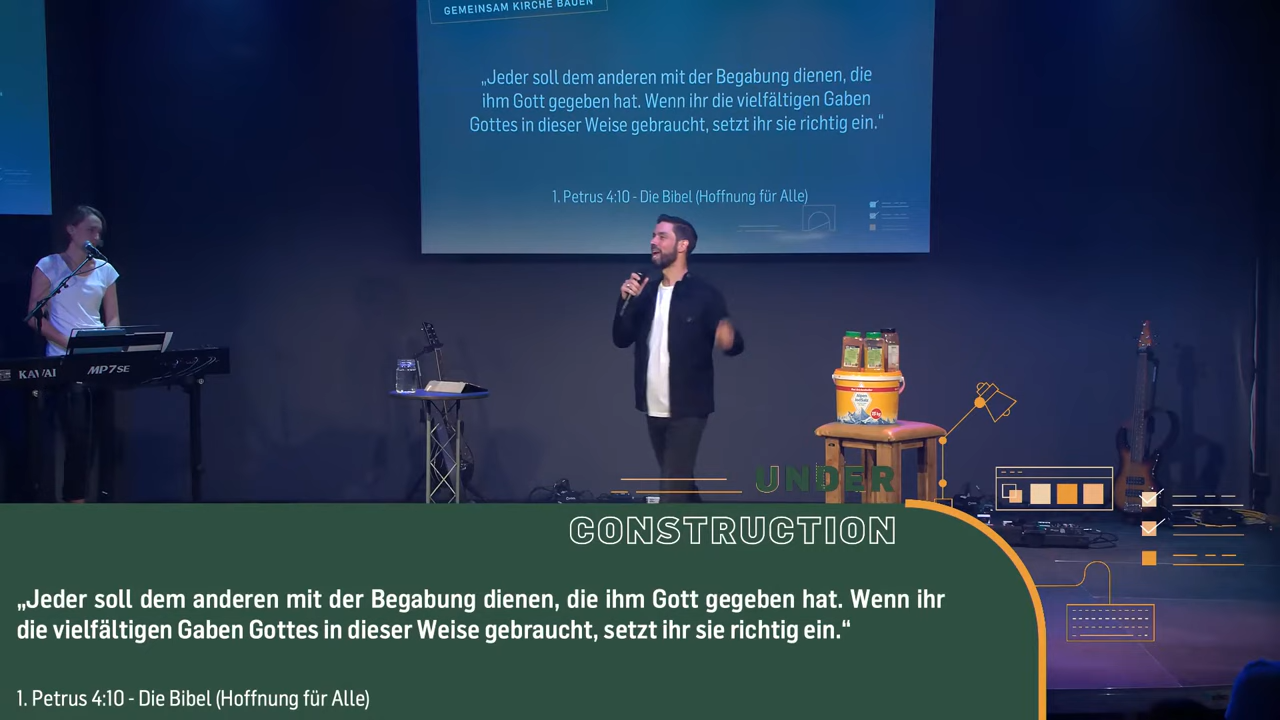 GEMEINSAM KIRCHE BAUEN
„Jeder soll dem anderen mit der Begabung dienen, die
ihm Gott gegeben hat. Wenn ihr die vielfältigen Gaben
Gottes in dieser Weise gebraucht, setzt ihr sie richtig ein.“
1. Petrus 4:10 - Die Bibel (Hoffnung für Alle)
KAWAI MP7SE
UNDER
CONSTRUCTION
„Jeder soll dem anderen mit der Begabung dienen, die ihm Gott gegeben hat. Wenn ihr
die vielfältigen Gaben Gottes in dieser Weise gebraucht, setzt ihr sie richtig ein.“
1. Petrus 4:10 - Die Bibel (Hoffnung für Alle)